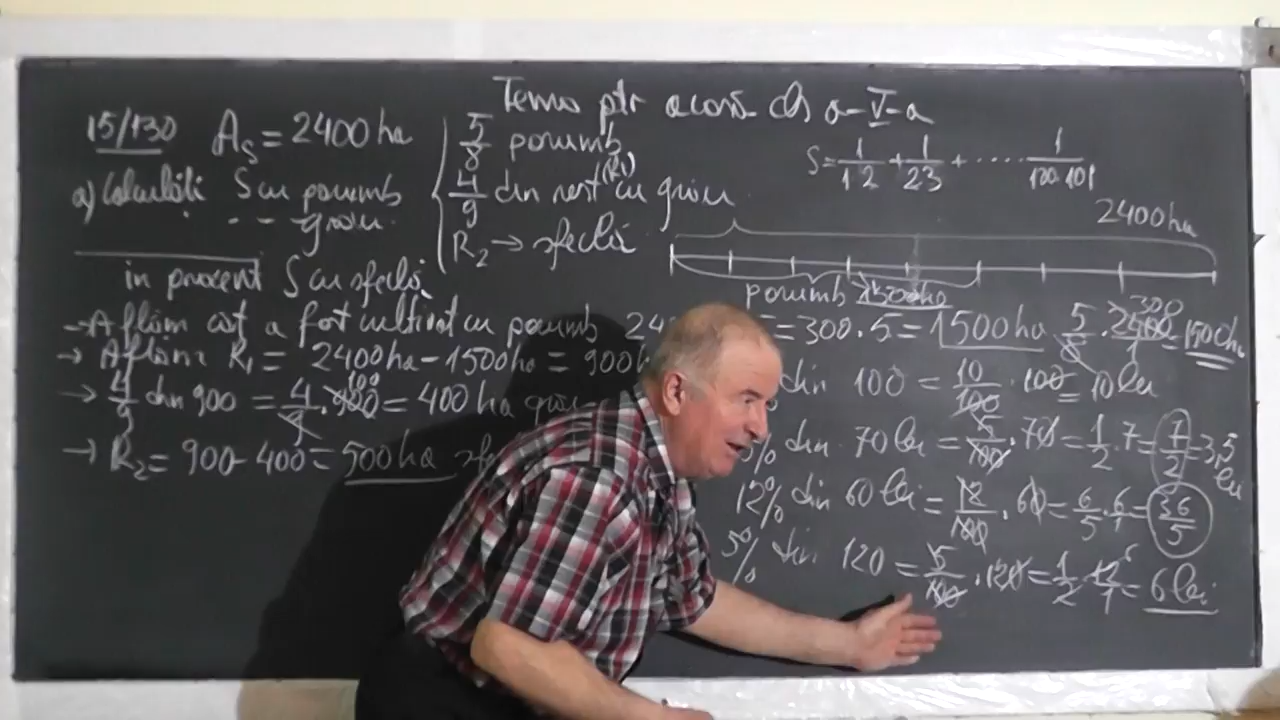 Tema ptr acasă cls a-V-a
15/130 As = 2400 ha
5/8 porumb
a) Calculați S cu porumb
4/9 din rest (R1) cu grâu
- - - grâu
R2 → sfeclă
în procent S cu sfeclă
S = 1/1·2 + 1/2·3 + ...... 1/100·101
2400 ha
porumb 1500 ha
→ Aflăm cât a fost cultivat cu porumb 24 = 300·5 = 1500 ha 5/8 · 2400 300 = 1500 ha
→ Aflăm R1 = 2400 ha - 1500 ha = 900 h
→ 4/9 din 900 = 4/9 · 900 100 = 400 ha grâu
→ R2 = 900 - 400 = 500 ha
din 100 = 10/100 · 100 = 10 lei
% din 70 lei = 5/100 · 70 = 1/2 · 7 = 7/2 = 3,5 lei
12% din 60 lei = 12/100 · 60 = 6/5 · 6/1 = 36/5
5% din 120 = 5/100 · 120 = 1/2 · 12/1 6 = 6 lei